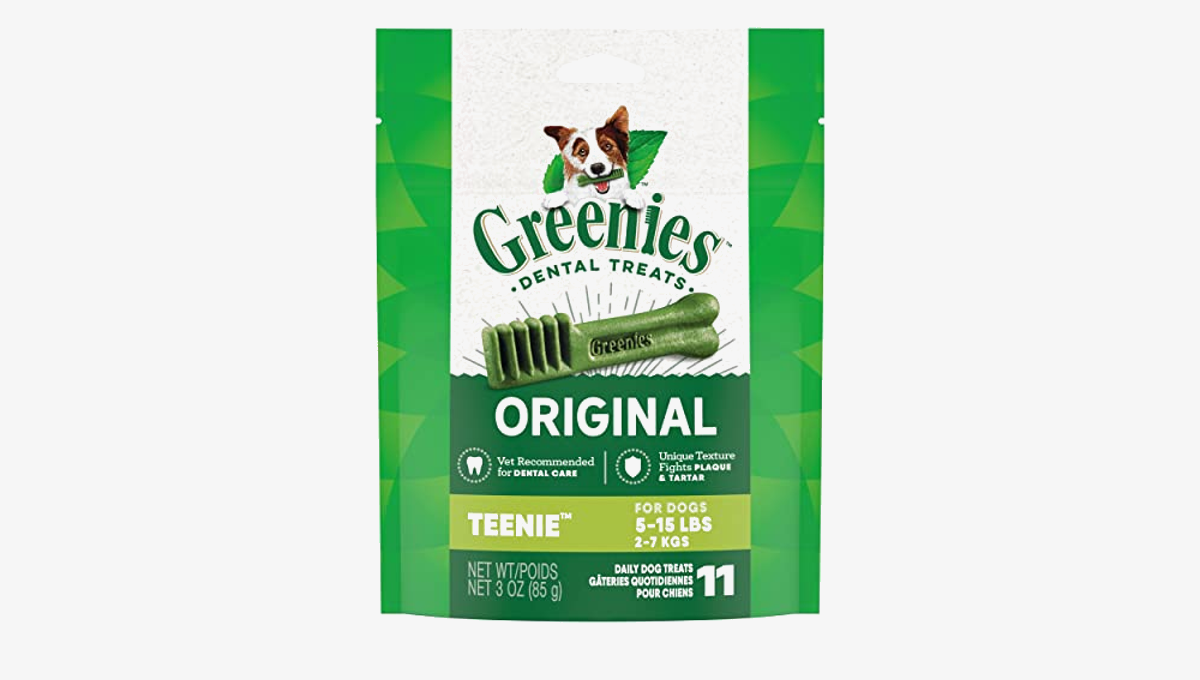 Greenies™
• DENTAL TREATS •
Greenies
ORIGINAL
Vet Recommended
for DENTAL CARE
Unique Texture
Fights PLAQUE
& TARTAR
TEENIE™
FOR DOGS
5-15 LBS
2-7 KGS
NET WT/POIDS
NET 3 OZ (85 g)
DAILY DOG TREATS
GÂTERIES QUOTIDIENNES
POUR CHIENS
11